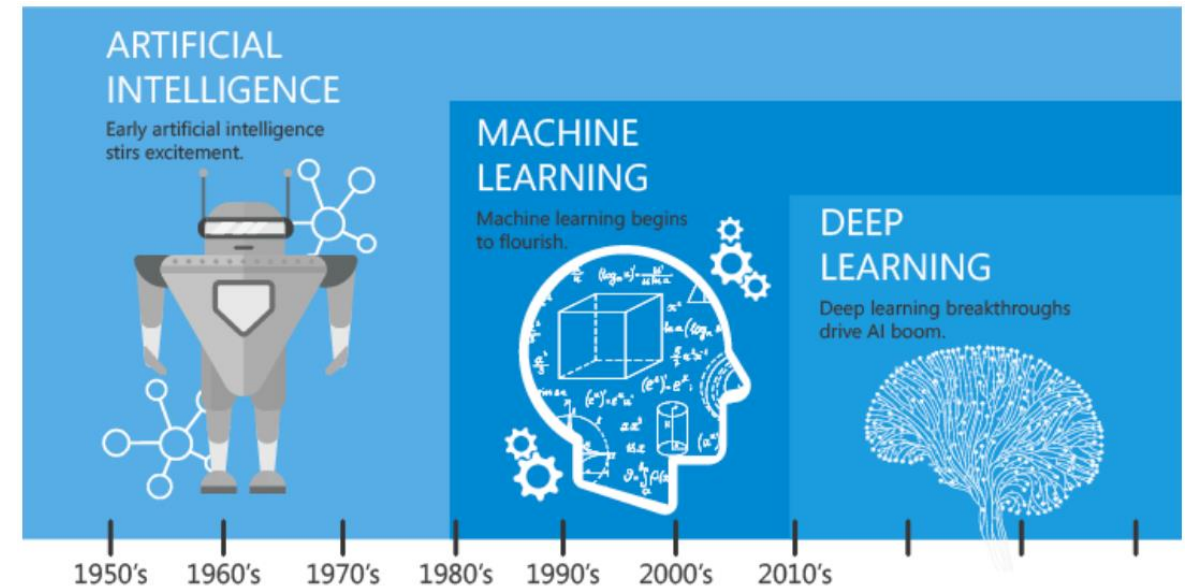 ARTIFICIAL
INTELLIGENCE
Early artificial intelligence
stirs excitement.
MACHINE
LEARNING
Machine learning begins
to flourish.
DEEP
LEARNING
Deep learning breakthroughs
drive AI boom.
1950's 1960's 1970's 1980's 1990's 2000's 2010's